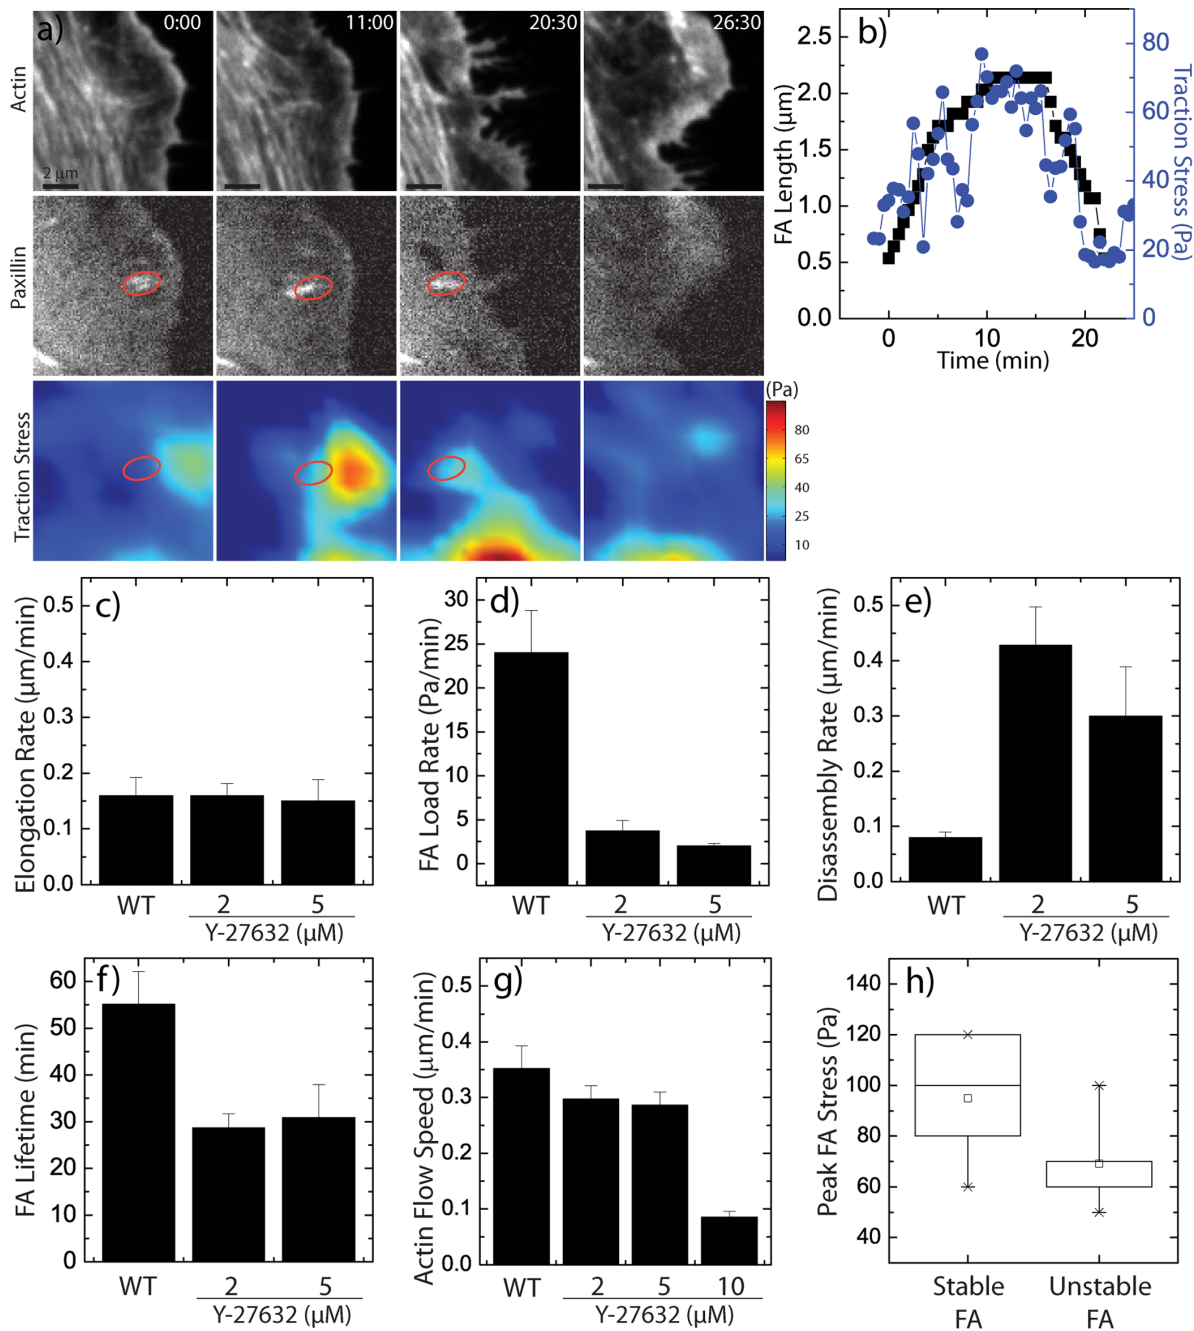 a)
0:00
11:00
20:30
26:30
Actin
2 μm
Paxillin
Traction Stress
(Pa)
80
65
45
25
10
b)
2.5
2.0
1.5
1.0
0.5
0.0
FA Length (μm)
80
60
40
20
0
Traction Stress (Pa)
0
10
20
Time (min)
c)
0.5
0.4
0.3
0.2
0.1
0.0
Elongation Rate (μm/min)
WT
2
5
Y-27632 (μM)
d)
30
25
20
15
10
5
0
FA Load Rate (Pa/min)
WT
2
5
Y-27632 (μM)
e)
0.5
0.4
0.3
0.2
0.1
0.0
Disassembly Rate (μm/min)
WT
2
5
Y-27632 (μM)
f)
60
50
40
30
20
10
0
FA Lifetime (min)
WT
2
5
Y-27632 (μM)
g)
0.5
0.4
0.3
0.2
0.1
0.0
Actin Flow Speed (μm/min)
WT
2
5
10
Y-27632 (μM)
h)
140
120
100
80
60
40
Peak FA Stress (Pa)
Stable
FA
Unstable
FA